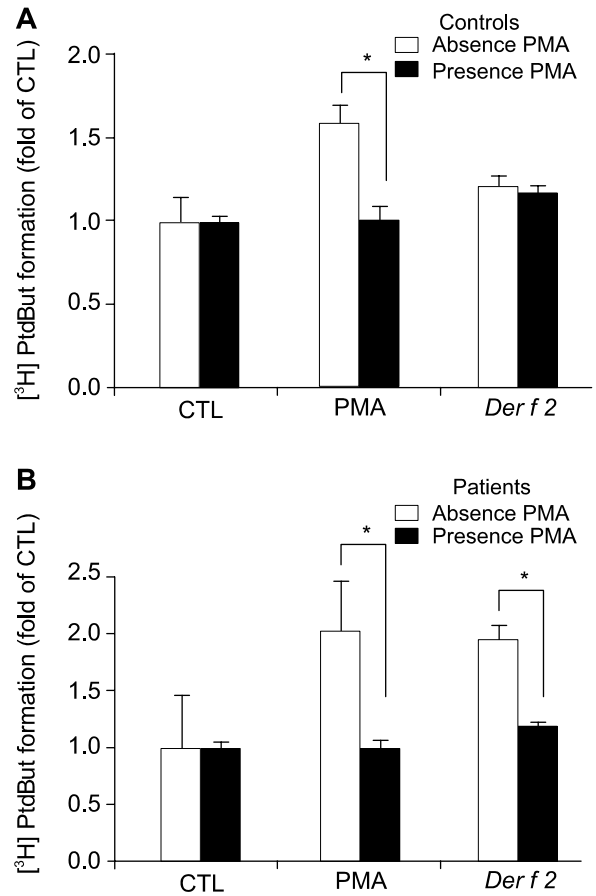 A
Controls
Absence PMA
Presence PMA
[³H] PtdBut formation (fold of CTL)
2.0
1.5
1.0
0.5
0.0
*
CTL
PMA
Der f 2
B
Patients
Absence PMA
Presence PMA
[³H] PtdBut formation (fold of CTL)
2.5
2.0
1.5
1.0
0.5
0.0
*
*
CTL
PMA
Der f 2